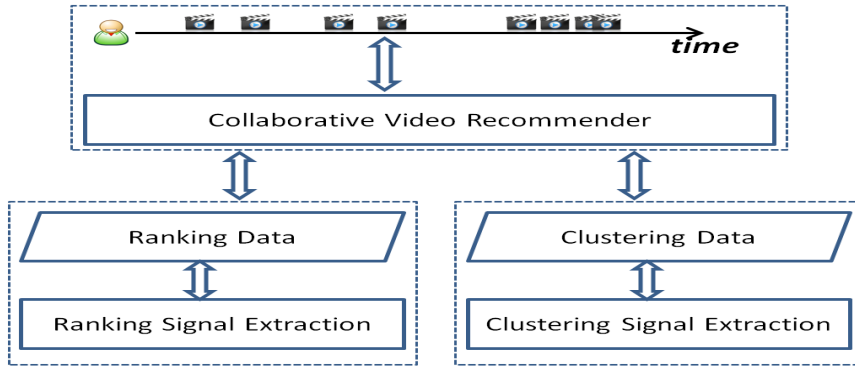 time
Collaborative Video Recommender
Ranking Data
Clustering Data
Ranking Signal Extraction
Clustering Signal Extraction